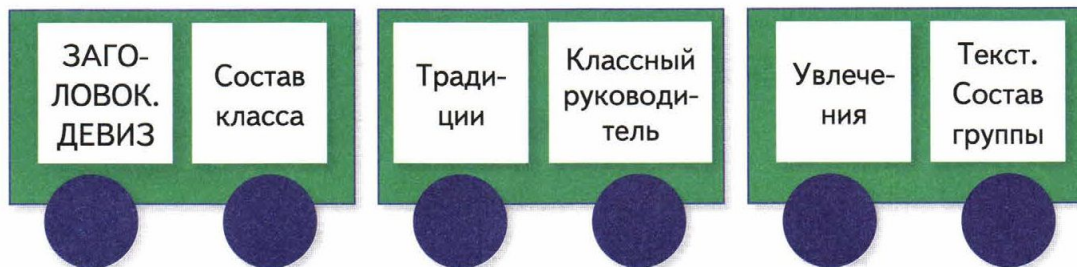 ЗАГО-
ЛОВОК.
ДЕВИЗ
Состав
класса
Тради-
ции
Классный
руководи-
тель
Увлече-
ния
Текст.
Состав
группы